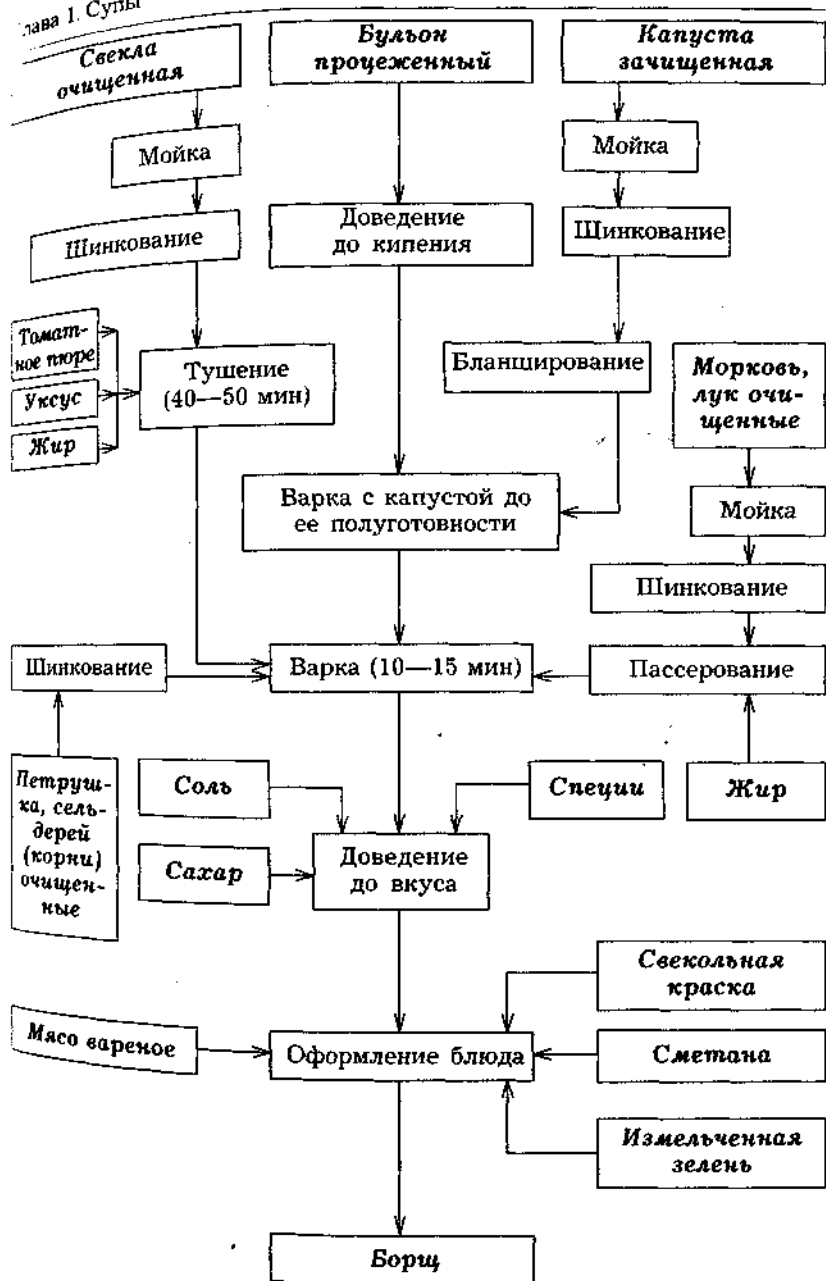 лава 1. Супы
Свекла
очищенная
Бульон
процеженный
Капуста
зачищенная
Мойка
Мойка
Шинкование
Доведение
до кипения
Шинкование
Томат-
ное пюре
Уксус
Жир
Тушение
(40—50 мин)
Бланширование
Морковь,
лук очи-
щенные
Варка с капустой до
ее полуготовности
Мойка
Шинкование
Шинкование
Варка (10—15 мин)
Пассерование
Петруш-
ка, сель-
дерей
(корни)
очищен-
ные
Соль
Специи
Жир
Сахар
Доведение
до вкуса
Свекольная
краска
Мясо вареное
Оформление блюда
Сметана
Измельченная
зелень
Борщ